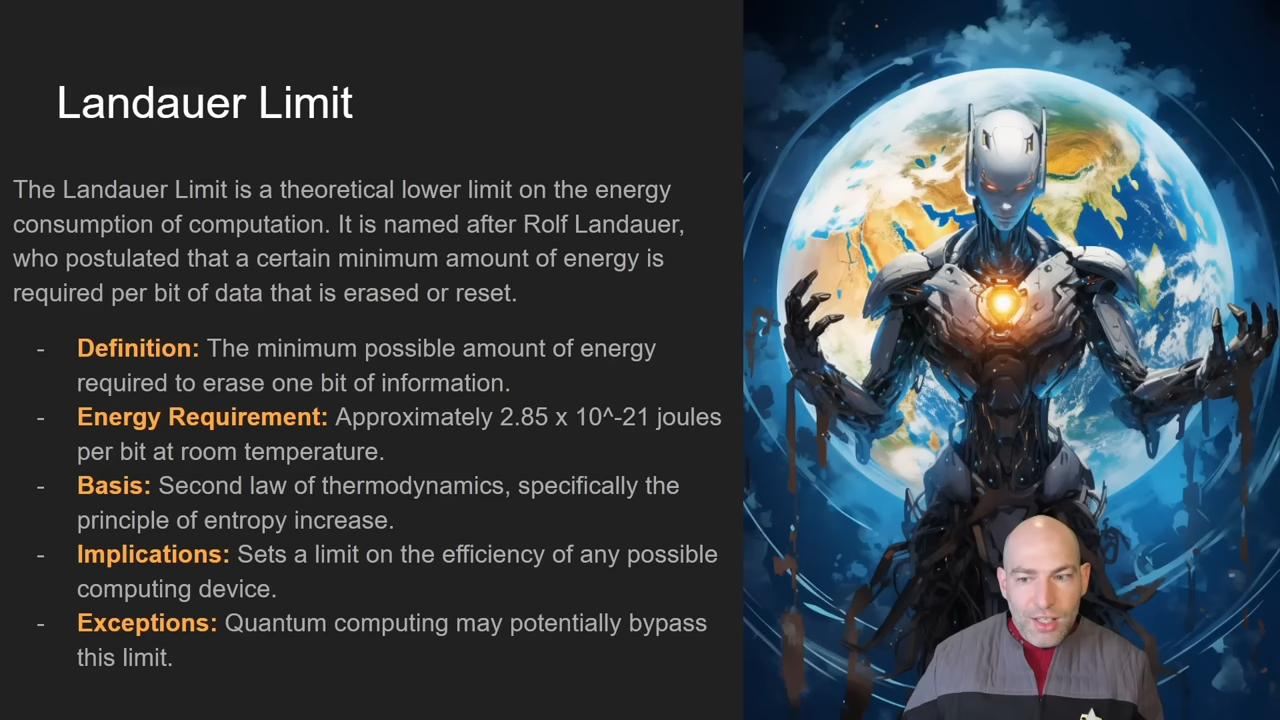 Landauer Limit
The Landauer Limit is a theoretical lower limit on the energy
consumption of computation. It is named after Rolf Landauer,
who postulated that a certain minimum amount of energy is
required per bit of data that is erased or reset.
- Definition: The minimum possible amount of energy
required to erase one bit of information.
- Energy Requirement: Approximately 2.85 x 10^-21 joules
per bit at room temperature.
- Basis: Second law of thermodynamics, specifically the
principle of entropy increase.
- Implications: Sets a limit on the efficiency of any possible
computing device.
- Exceptions: Quantum computing may potentially bypass
this limit.